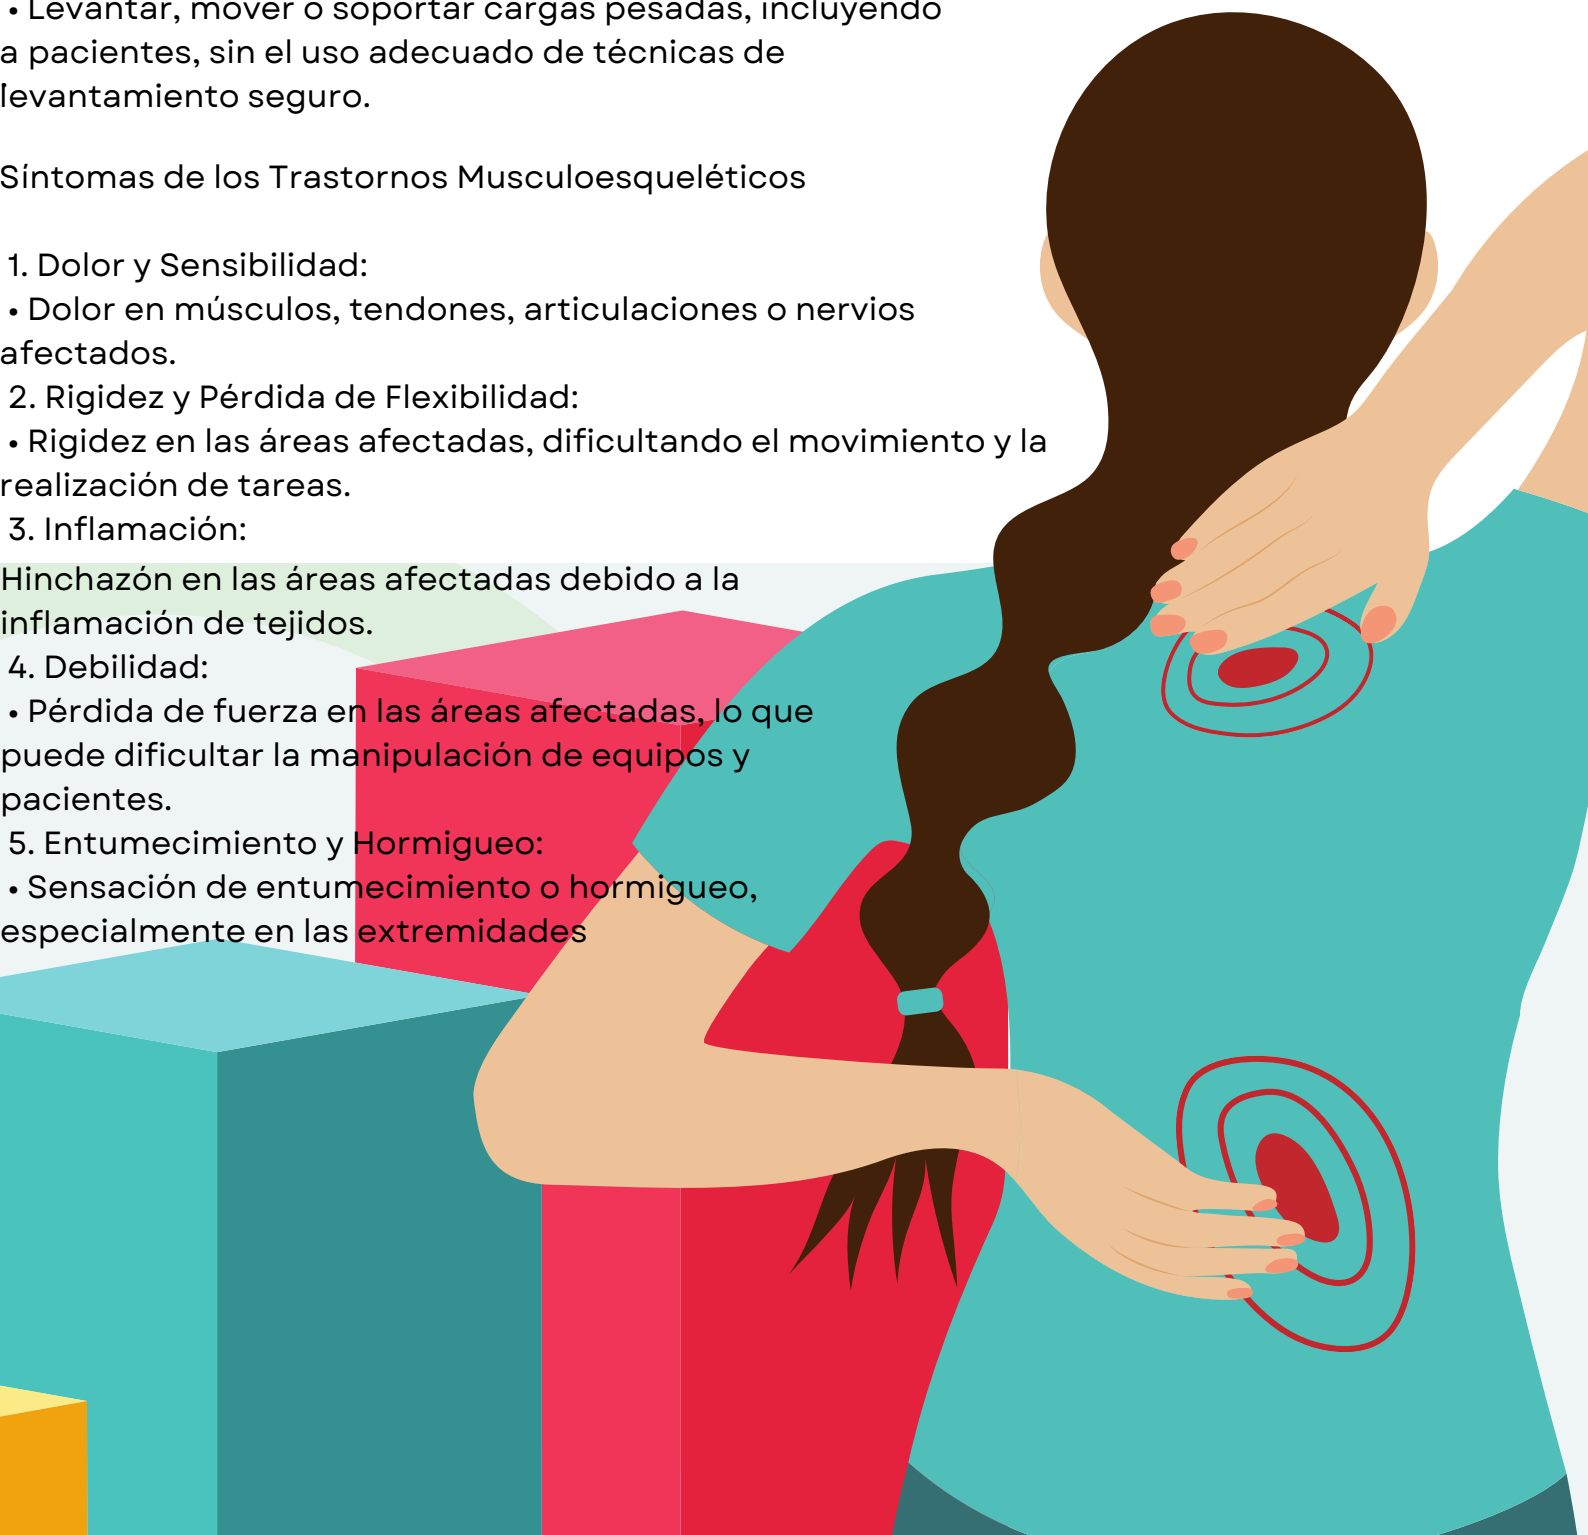 • Levantar, mover o soportar cargas pesadas, incluyendo
a pacientes, sin el uso adecuado de técnicas de
levantamiento seguro.
Síntomas de los Trastornos Musculoesqueléticos
1. Dolor y Sensibilidad:
• Dolor en músculos, tendones, articulaciones o nervios
afectados.
2. Rigidez y Pérdida de Flexibilidad:
• Rigidez en las áreas afectadas, dificultando el movimiento y la
realización de tareas.
3. Inflamación:
Hinchazón en las áreas afectadas debido a la
inflamación de tejidos.
4. Debilidad:
• Pérdida de fuerza en las áreas afectadas, lo que
puede dificultar la manipulación de equipos y
pacientes.
5. Entumecimiento y Hormigueo:
• Sensación de entumecimiento o hormigueo,
especialmente en las extremidades